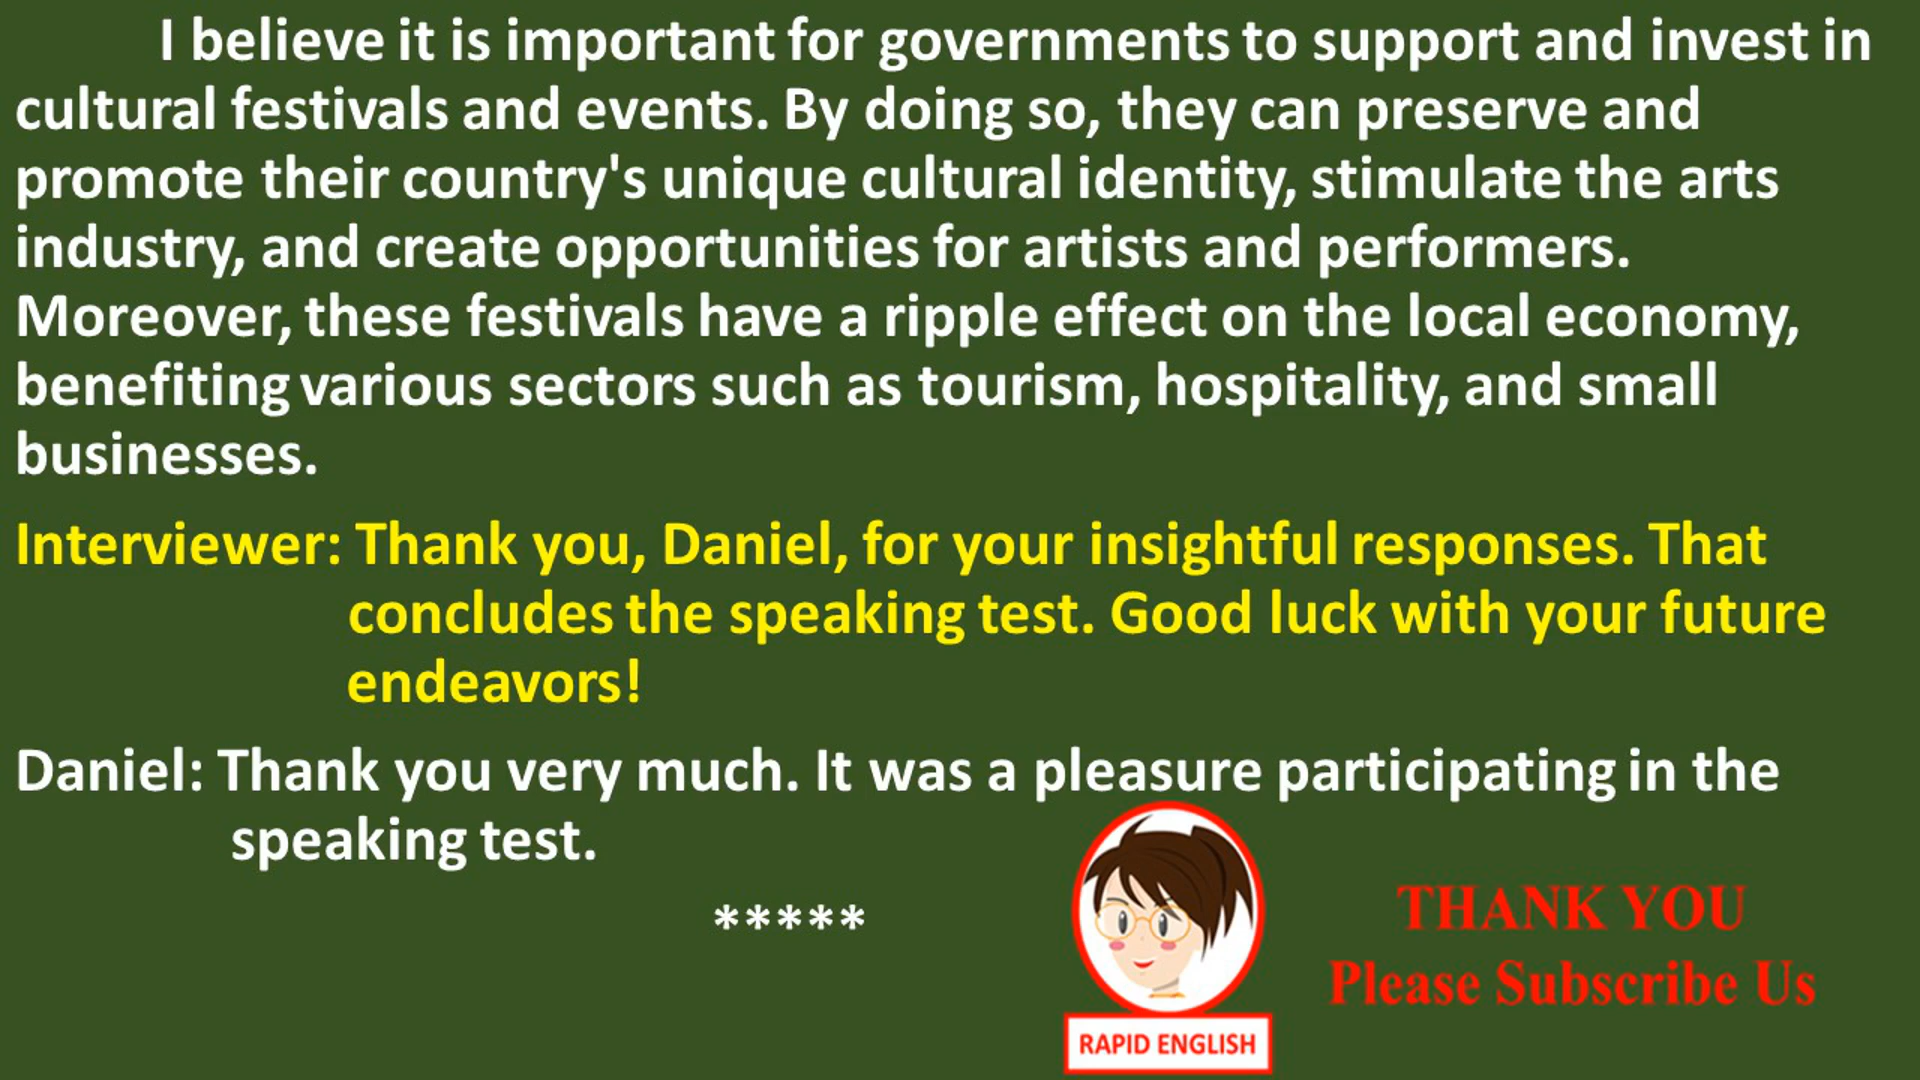 I believe it is important for governments to support and invest in
cultural festivals and events. By doing so, they can preserve and
promote their country's unique cultural identity, stimulate the arts
industry, and create opportunities for artists and performers.
Moreover, these festivals have a ripple effect on the local economy,
benefiting various sectors such as tourism, hospitality, and small
businesses.
Interviewer: Thank you, Daniel, for your insightful responses. That
concludes the speaking test. Good luck with your future
endeavors!
Daniel: Thank you very much. It was a pleasure participating in the
speaking test.
*****
THANK YOU
Please Subscribe Us
RAPID ENGLISH